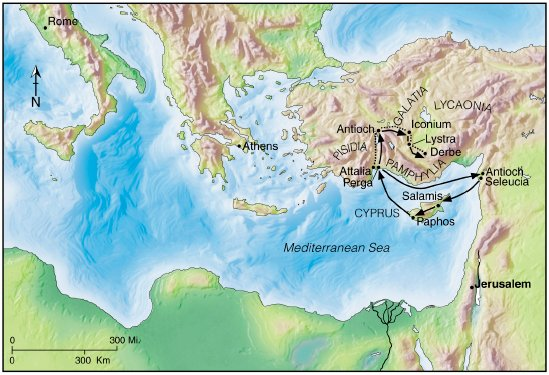 Rome
N
GALATIA
LYCAONIA
Antioch
Iconium
Lystra
Derbe
PISIDIA
PAMPHYLIA
Athens
Attalia
Perga
Antioch
Seleucia
Salamis
CYPRUS
Paphos
Mediterranean Sea
Jerusalem
0 300 Mi.
0 300 Km